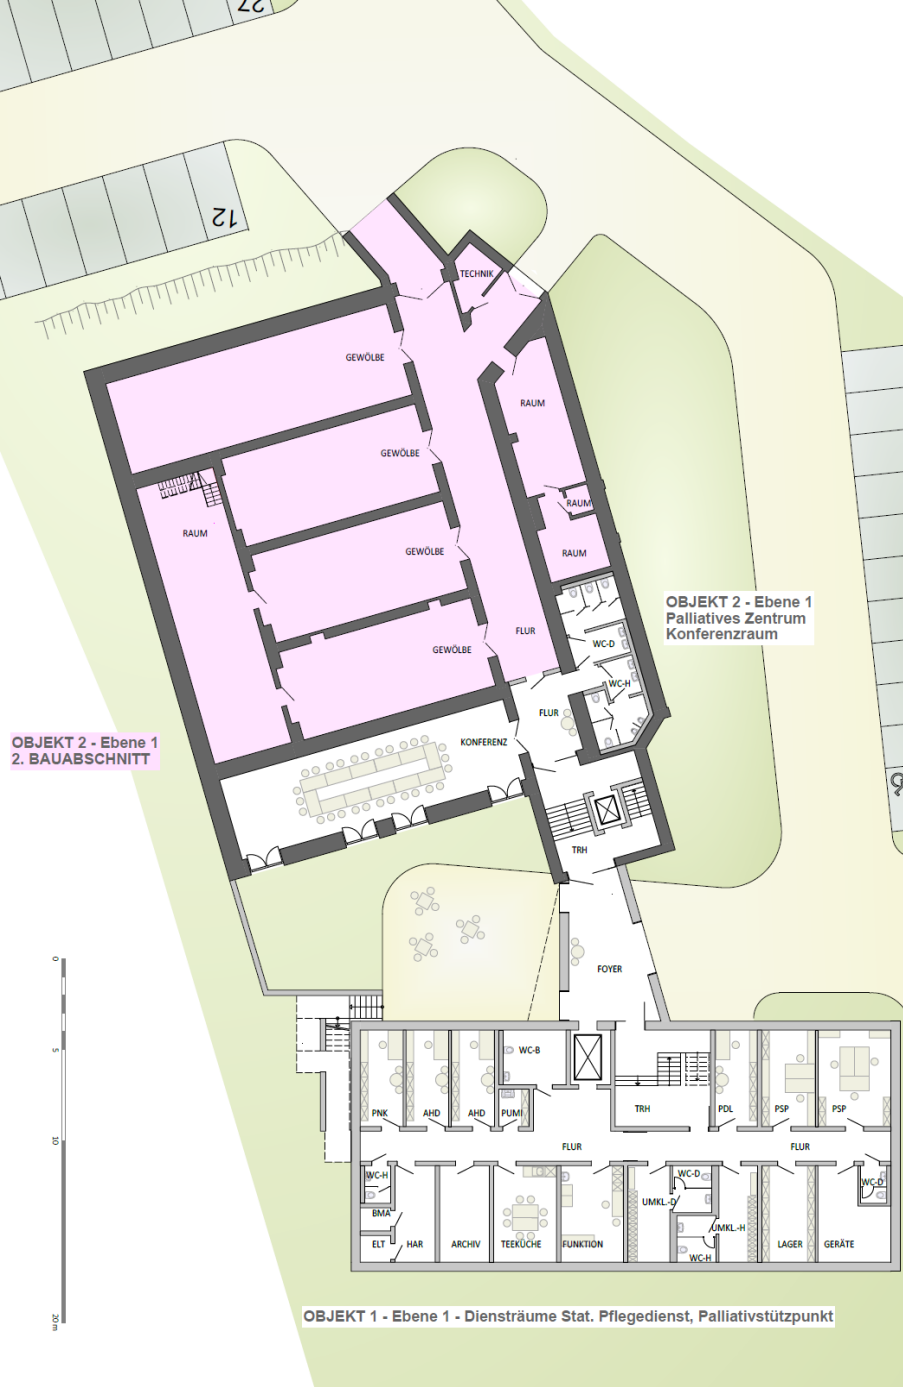 27
12
TECHNIK
GEWÖLBE
RAUM
GEWÖLBE
RAUM
RAUM
GEWÖLBE
RAUM
OBJEKT 2 - Ebene 1
Palliatives Zentrum
Konferenzraum
FLUR
WC-D
GEWÖLBE
WC-H
FLUR
OBJEKT 2 - Ebene 1
2. BAUABSCHNITT
KONFERENZ
TRH
0
5
10
20 m
FOYER
WC-B
PNK
AHD
AHD
PUMI
TRH
PDL
PSP
PSP
FLUR
FLUR
WC-H
WC-D
WC-D
UMKL.-D
BMA
UMKL.-H
ELT
HAR
ARCHIV
TEEKÜCHE
FUNKTION
WC-H
LAGER
GERÄTE
OBJEKT 1 - Ebene 1 - Diensträume Stat. Pflegedienst, Palliativstützpunkt